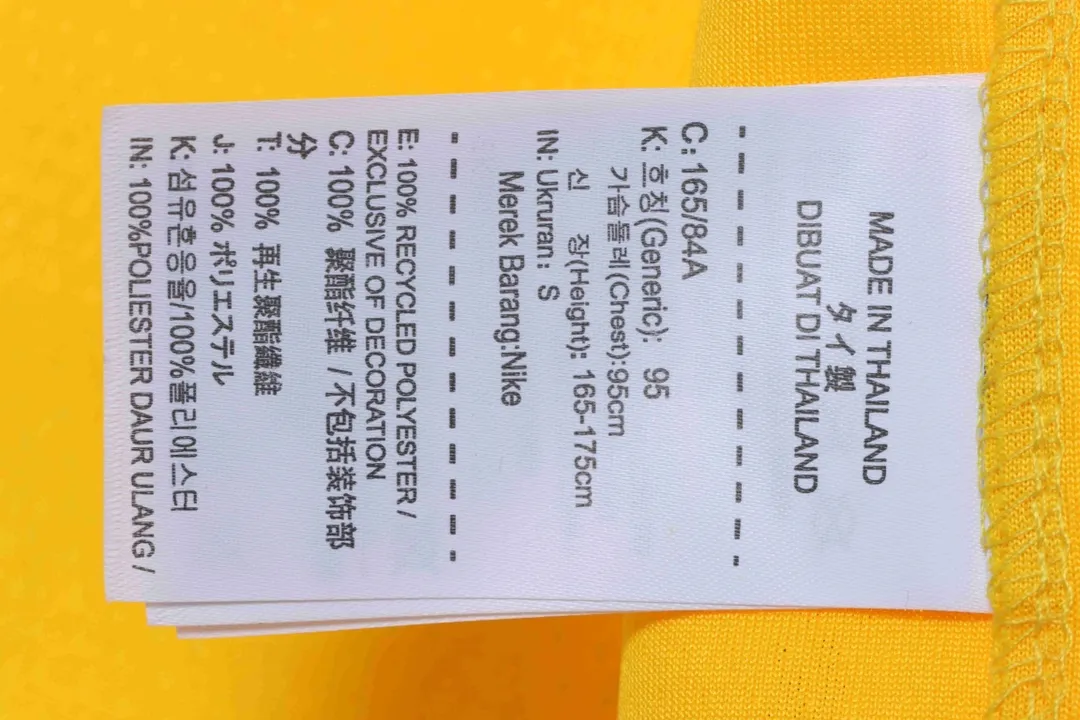 MADE IN THAILAND
タイ製
DIBUAT DI THAILAND
C: 165/84A
K: 호칭(Generic): 95
가슴둘레(Chest):95cm
신 장(Height): 165-175cm
IN: Ukruran : S
Merek Barang:Nike
E: 100% RECYCLED POLYESTER /
EXCLUSIVE OF DECORATION
C: 100% 聚酯纤维 / 不包括装饰部
分
T: 100% 再生聚酯纖維
J: 100% ポリエステル
K: 섬유혼용율/100%폴리에스터
IN: 100%POLIESTER DAUR ULANG /